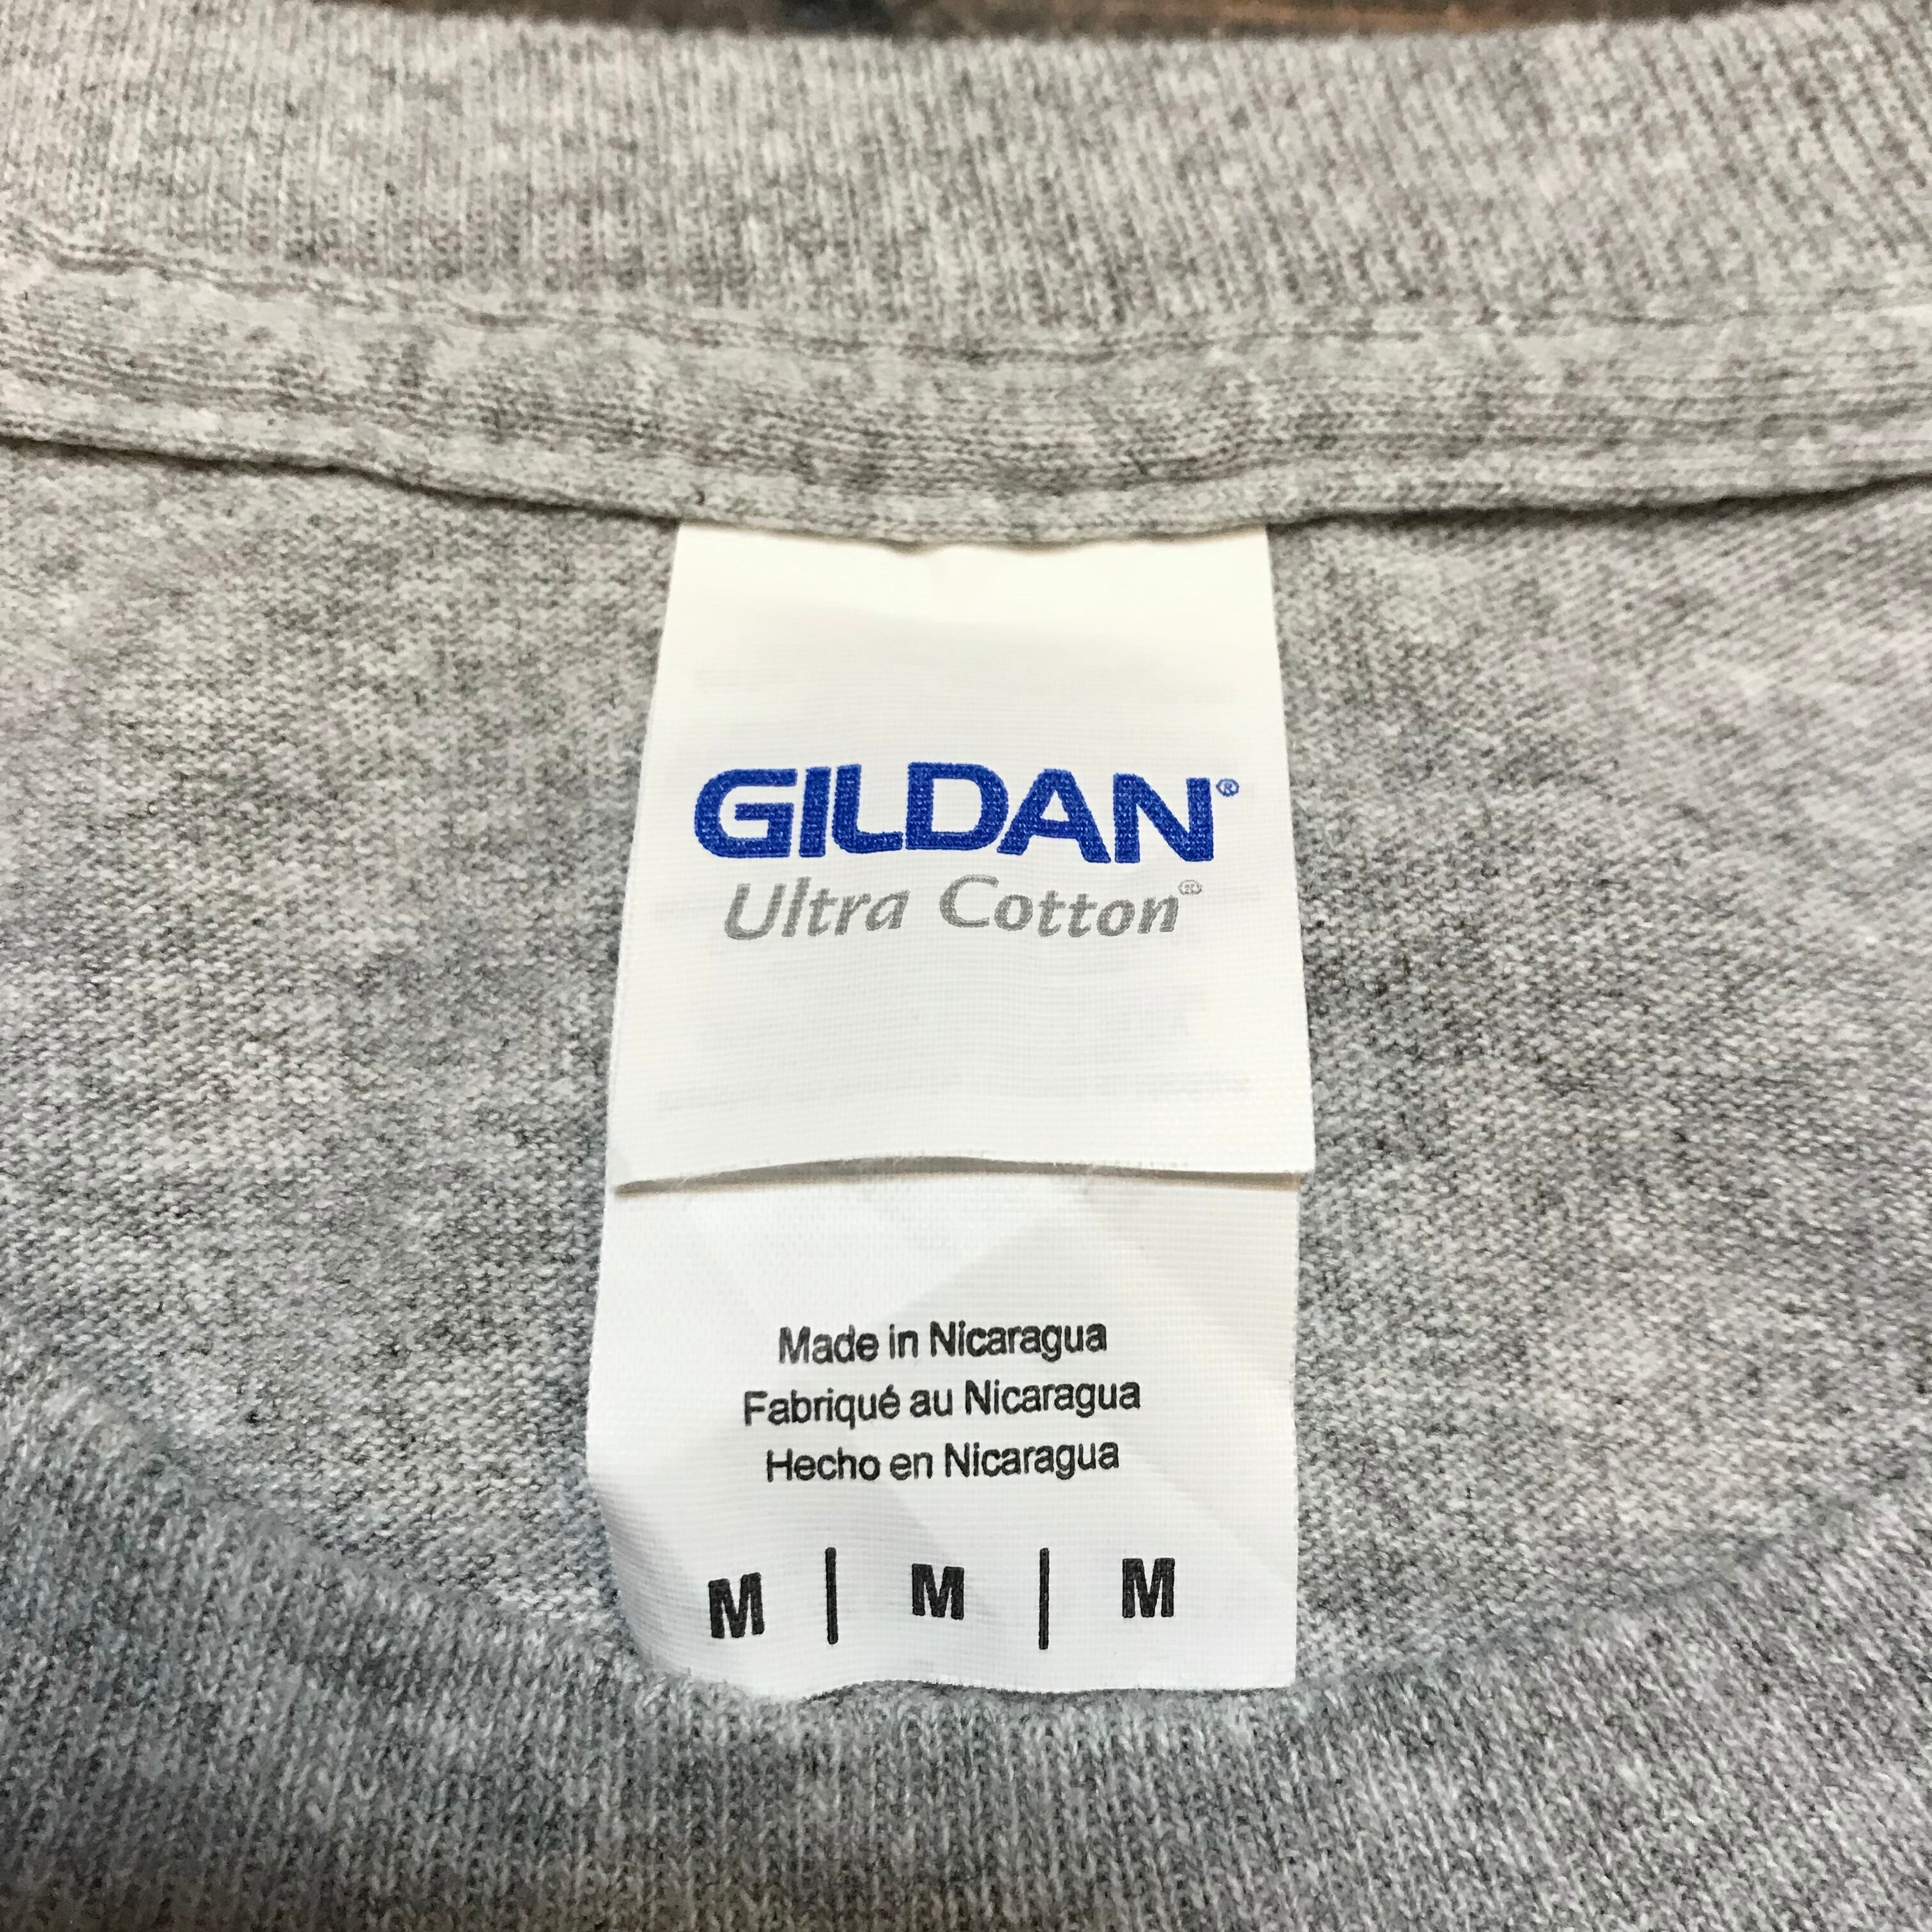 GILDAN®
Ultra Cotton®
Made in Nicaragua
Fabriqué au Nicaragua
Hecho en Nicaragua
M | M | M